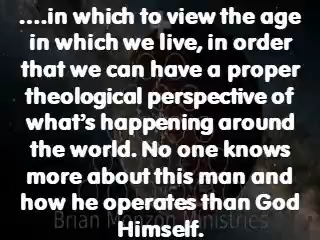 ....in which to view the age
in which we live, in order
that we can have a proper
theological perspective of
what's happening around
the world. No one knows
more about this man and
how he operates than God
Himself.
Brian Monzon Ministries